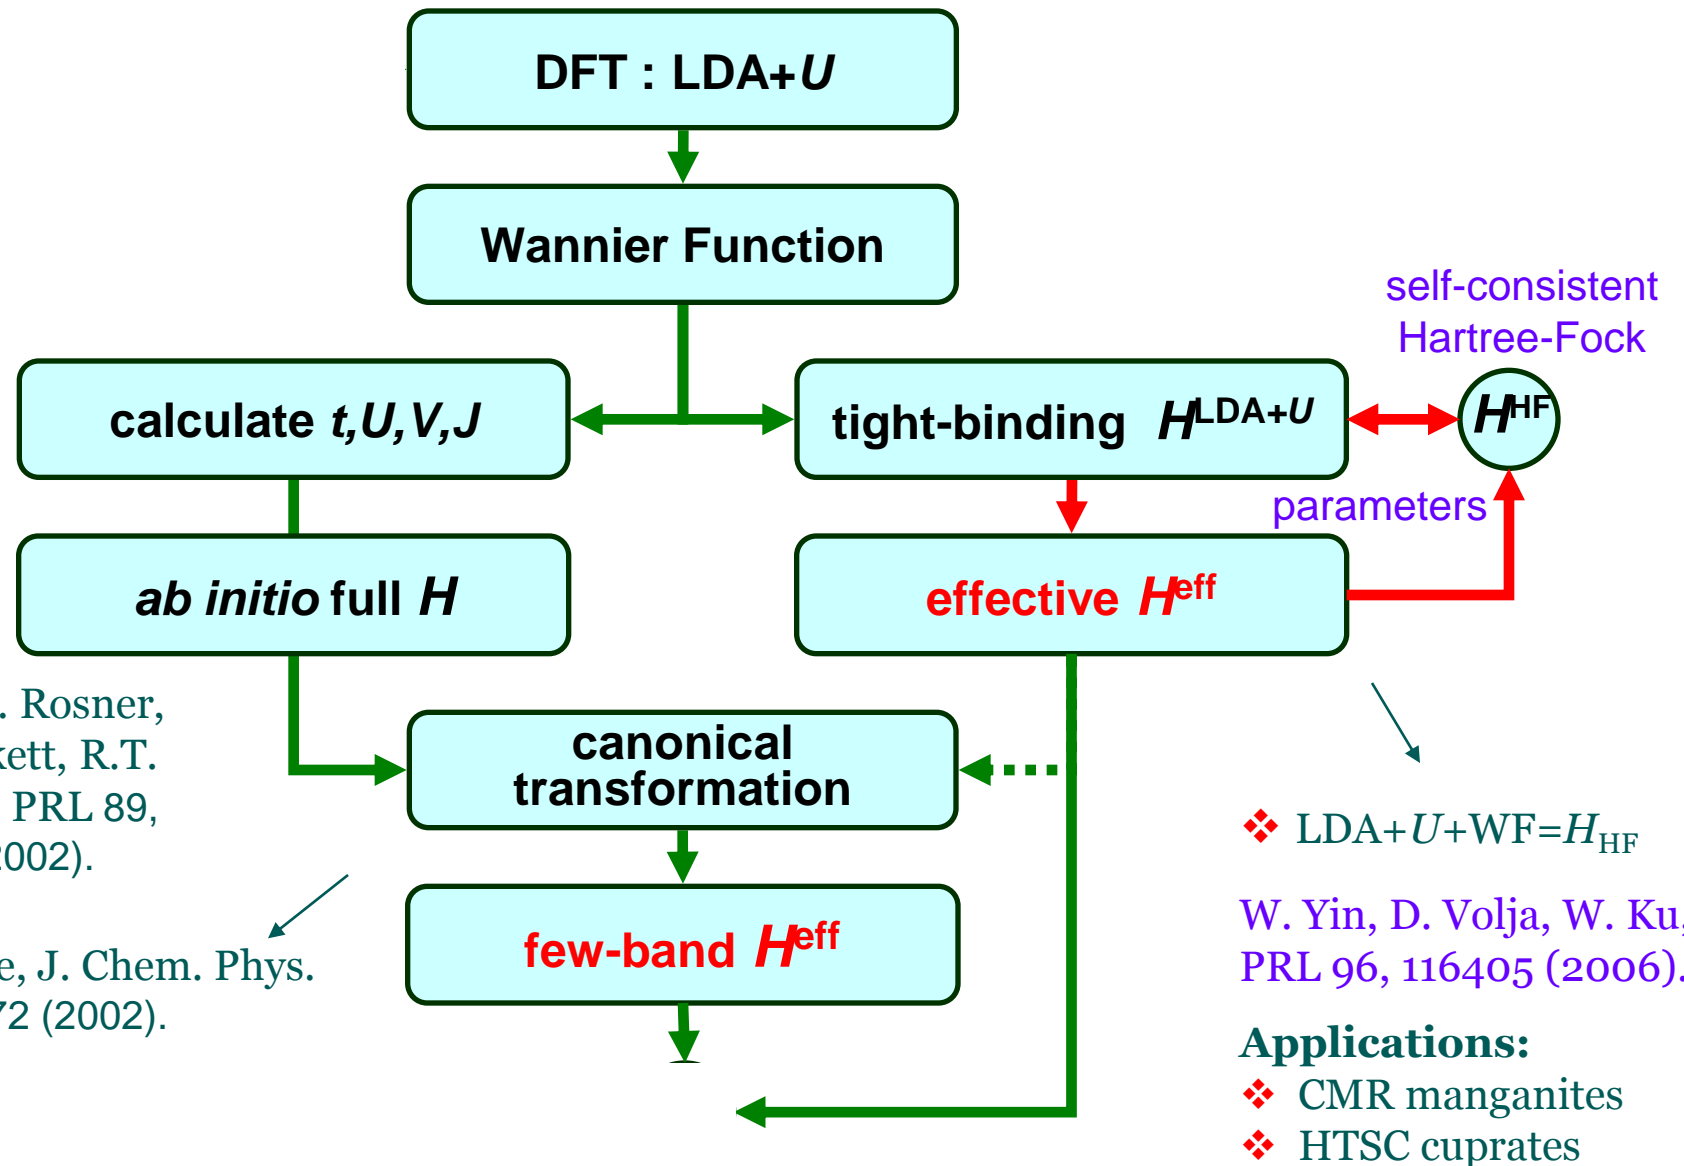 DFT : LDA+U
Wannier Function
self-consistent
Hartree-Fock
calculate t,U,V,J
tight-binding H^LDA+U
H^HF
parameters
ab initio full H
effective H^eff
. Rosner,
kett, R.T.
PRL 89,
2002).
canonical
transformation
few-band H^eff
e, J. Chem. Phys.
72 (2002).
❖ LDA+U+WF=H_HF
W. Yin, D. Volja, W. Ku,
PRL 96, 116405 (2006).
Applications:
❖ CMR manganites
❖ HTSC cuprates